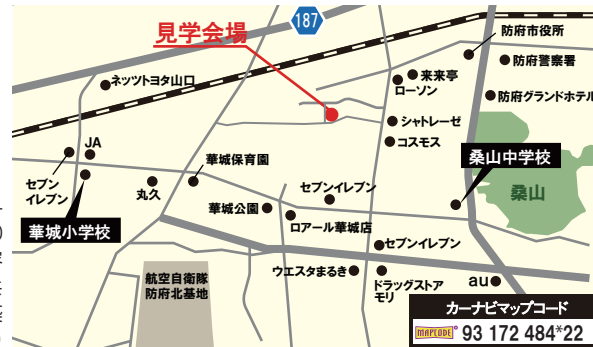 187
見学会場
防府市役所
ネッツトヨタ山口
来来亭
ローソン
防府警察署
防府グランドホテル
シャトレーゼ
コスモス
JA
華城保育園
桑山中学校
セブン
イレブン
丸久
セブンイレブン
桑山
華城小学校
華城公園
ロアール華城店
セブンイレブン
航空自衛隊
防府北基地
ウエスタまるき
ドラッグストア
モリ
au
カーナビマップコード
MAPCODE® 93 172 484*22